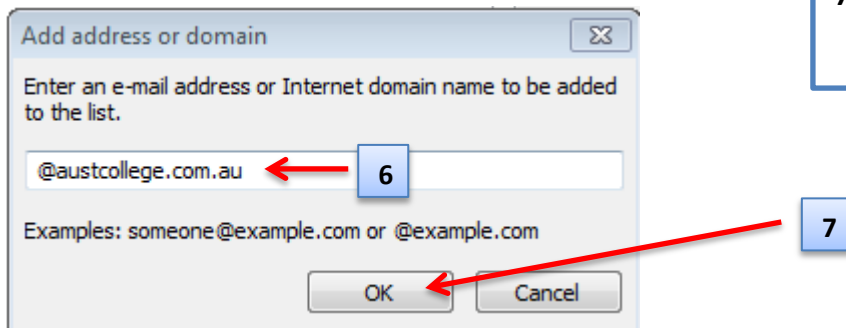 Add address or domain
Enter an e-mail address or Internet domain name to be added
to the list.
@austcollege.com.au
6
Examples: someone@example.com or @example.com
7
OK
Cancel